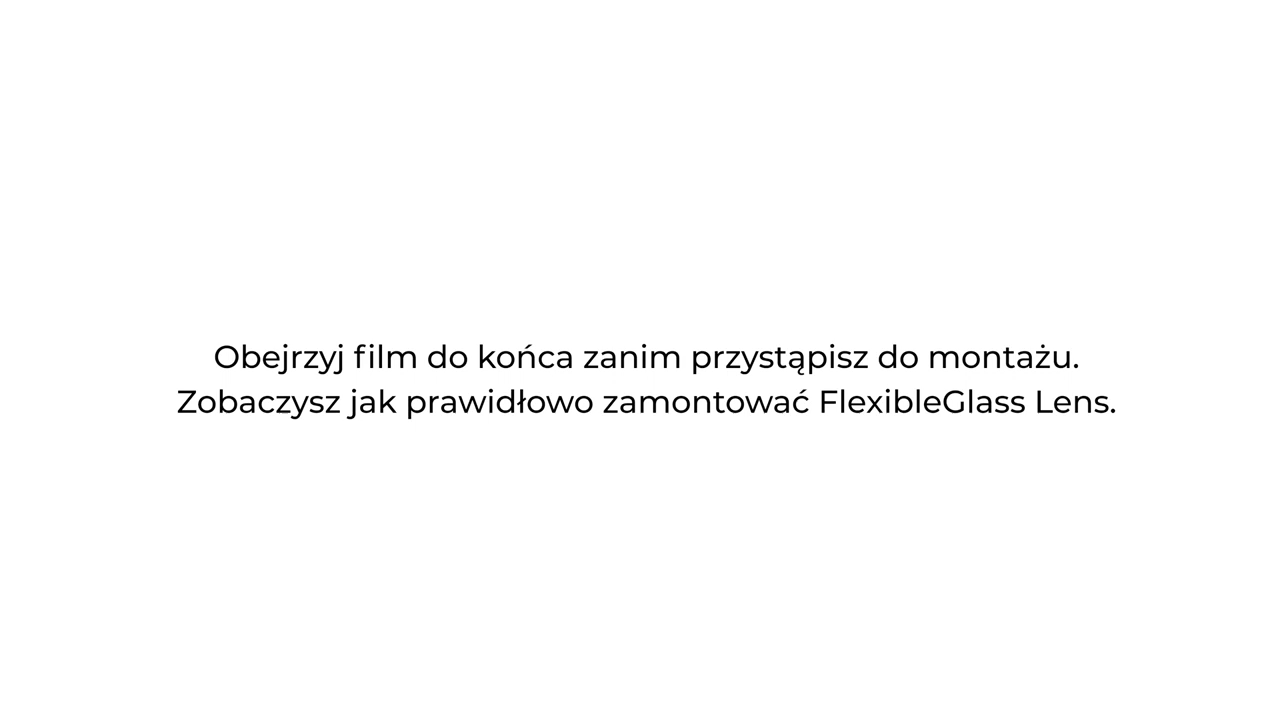 Obejrzyj film do końca zanim przystąpisz do montażu.
Zobaczysz jak prawidłowo zamontować FlexibleGlass Lens.